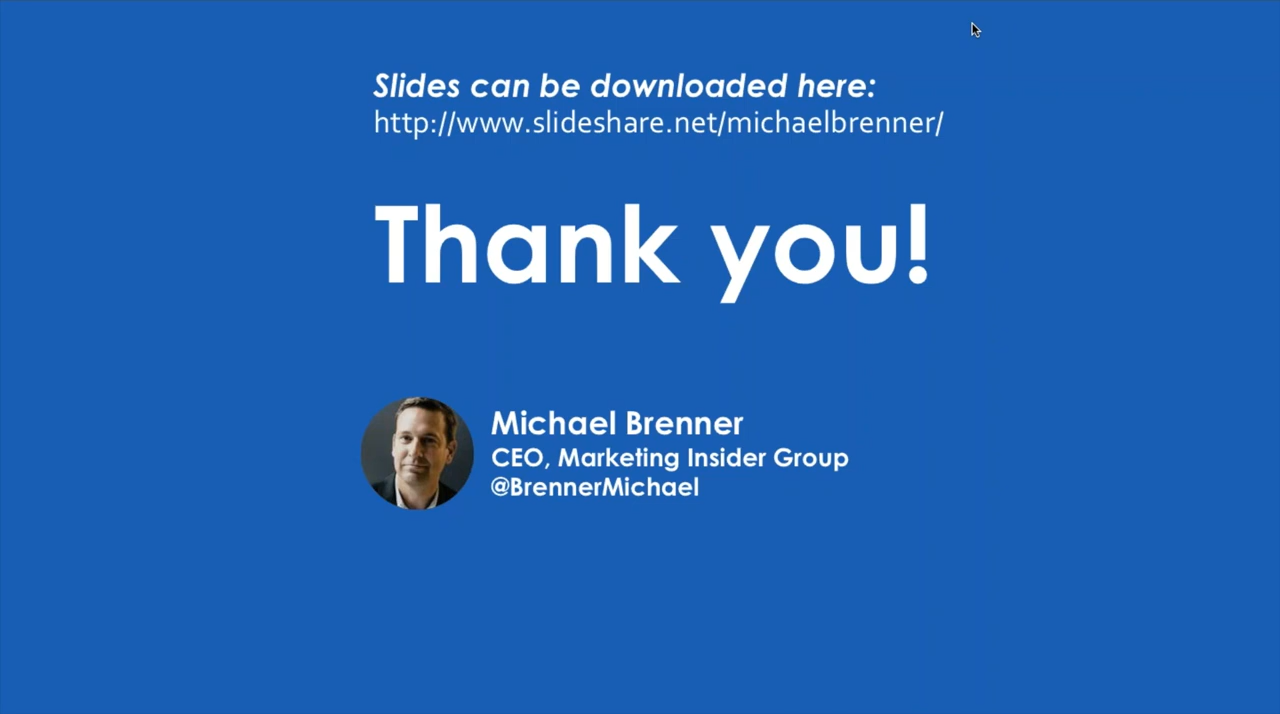 Slides can be downloaded here:
http://www.slideshare.net/michaelbrenner/
Thank you!
Michael Brenner
CEO, Marketing Insider Group
@BrennerMichael